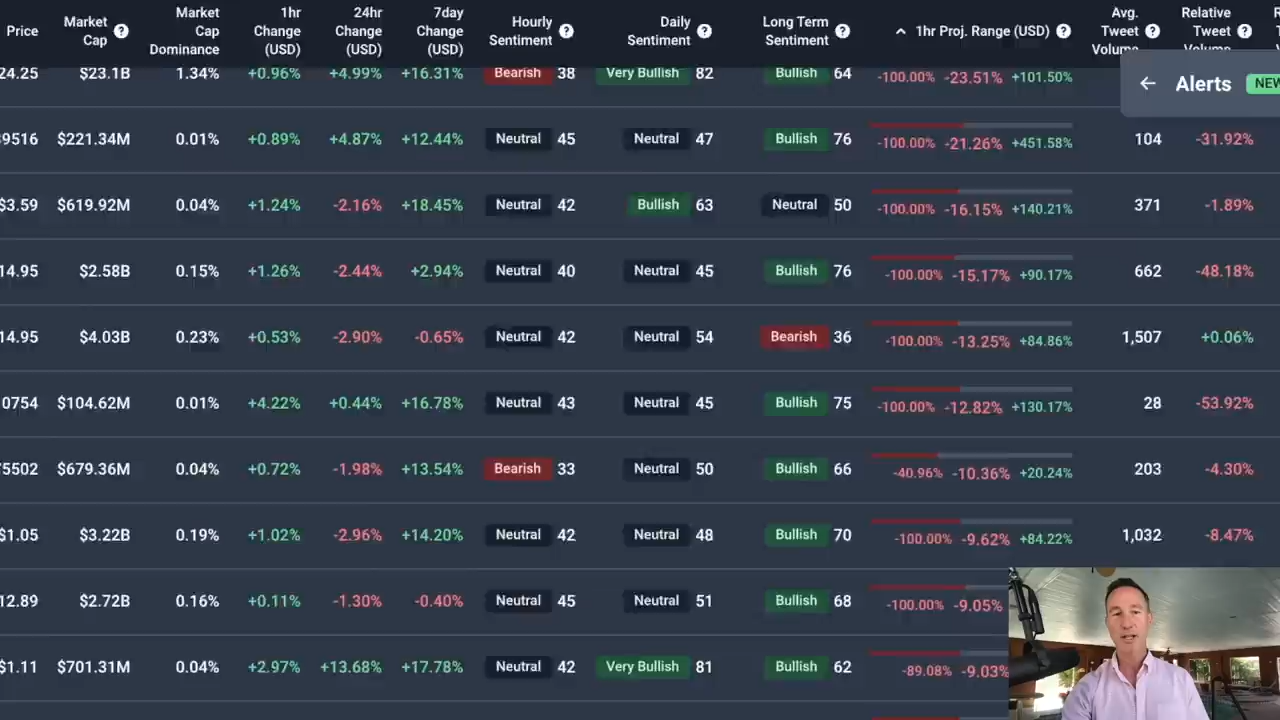 Price Market Cap ? Market Cap Dominance 1hr Change (USD) 24hr Change (USD) 7day Change (USD) Hourly Sentiment ? Daily Sentiment ? Long Term Sentiment ? 1hr Proj. Range (USD) ? Avg. Tweet Volume ? Relative Tweet Volume ?
Alerts NEW
24.25 $23.1B 1.34% +0.96% +4.99% +16.31% Bearish 38 Very Bullish 82 Bullish 64 -100.00% -23.51% +101.50%
9516 $221.34M 0.01% +0.89% +4.87% +12.44% Neutral 45 Neutral 47 Bullish 76 -100.00% -21.26% +451.58% 104 -31.92%
$3.59 $619.92M 0.04% +1.24% -2.16% +18.45% Neutral 42 Bullish 63 Neutral 50 -100.00% -16.15% +140.21% 371 -1.89%
14.95 $2.58B 0.15% +1.26% -2.44% +2.94% Neutral 40 Neutral 45 Bullish 76 -100.00% -15.17% +90.17% 662 -48.18%
14.95 $4.03B 0.23% +0.53% -2.90% -0.65% Neutral 42 Neutral 54 Bearish 36 -100.00% -13.25% +84.86% 1,507 +0.06%
0754 $104.62M 0.01% +4.22% +0.44% +16.78% Neutral 43 Neutral 45 Bullish 75 -100.00% -12.82% +130.17% 28 -53.92%
5502 $679.36M 0.04% +0.72% -1.98% +13.54% Bearish 33 Neutral 50 Bullish 66 -40.96% -10.36% +20.24% 203 -4.30%
$1.05 $3.22B 0.19% +1.02% -2.96% +14.20% Neutral 42 Neutral 48 Bullish 70 -100.00% -9.62% +84.22% 1,032 -8.47%
12.89 $2.72B 0.16% +0.11% -1.30% -0.40% Neutral 45 Neutral 51 Bullish 68 -100.00% -9.05%
$1.11 $701.31M 0.04% +2.97% +13.68% +17.78% Neutral 42 Very Bullish 81 Bullish 62 -89.08% -9.03%